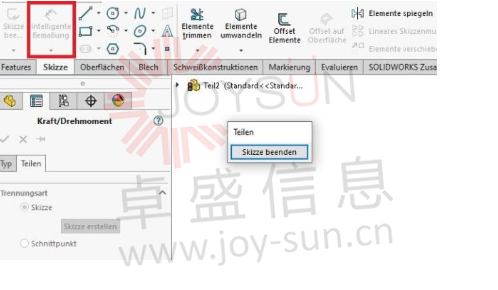 Skizze bee...
Intelligente Bemaßung
Elemente trimmen
Elemente umwandeln
Offset Elemente
Offset auf Oberfläche
Elemente spiegeln
Lineares Skizzenmu
Elemente verschieb
Features Skizze Oberflächen Blech Schweißkonstruktionen Markierung Evaluieren SOLIDWORKS Zusa
Teil2 (Standard<<Standar...
Kraft/Drehmoment
Typ Teilen
Trennungsart
Skizze
Skizze erstellen
Schnittpunkt
Teilen
Skizze beenden
JOYSUN
卓盛信息
www.joy-sun.cn